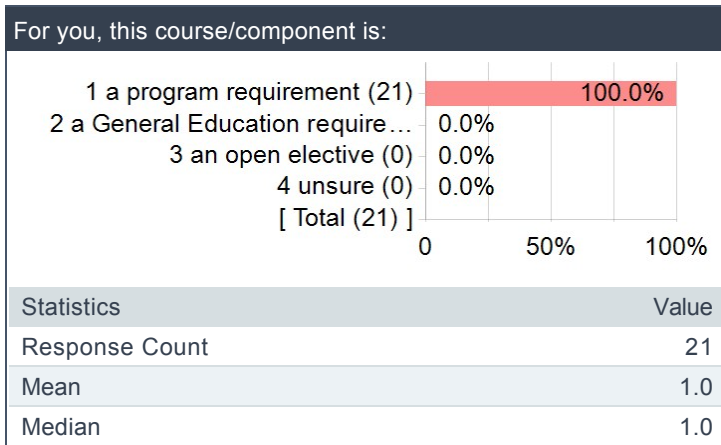 For you, this course/component is:
1 a program requirement (21) 100.0%
2 a General Education require... 0.0%
3 an open elective (0) 0.0%
4 unsure (0) 0.0%
[ Total (21) ]
0 50% 100%
Statistics Value
Response Count 21
Mean 1.0
Median 1.0